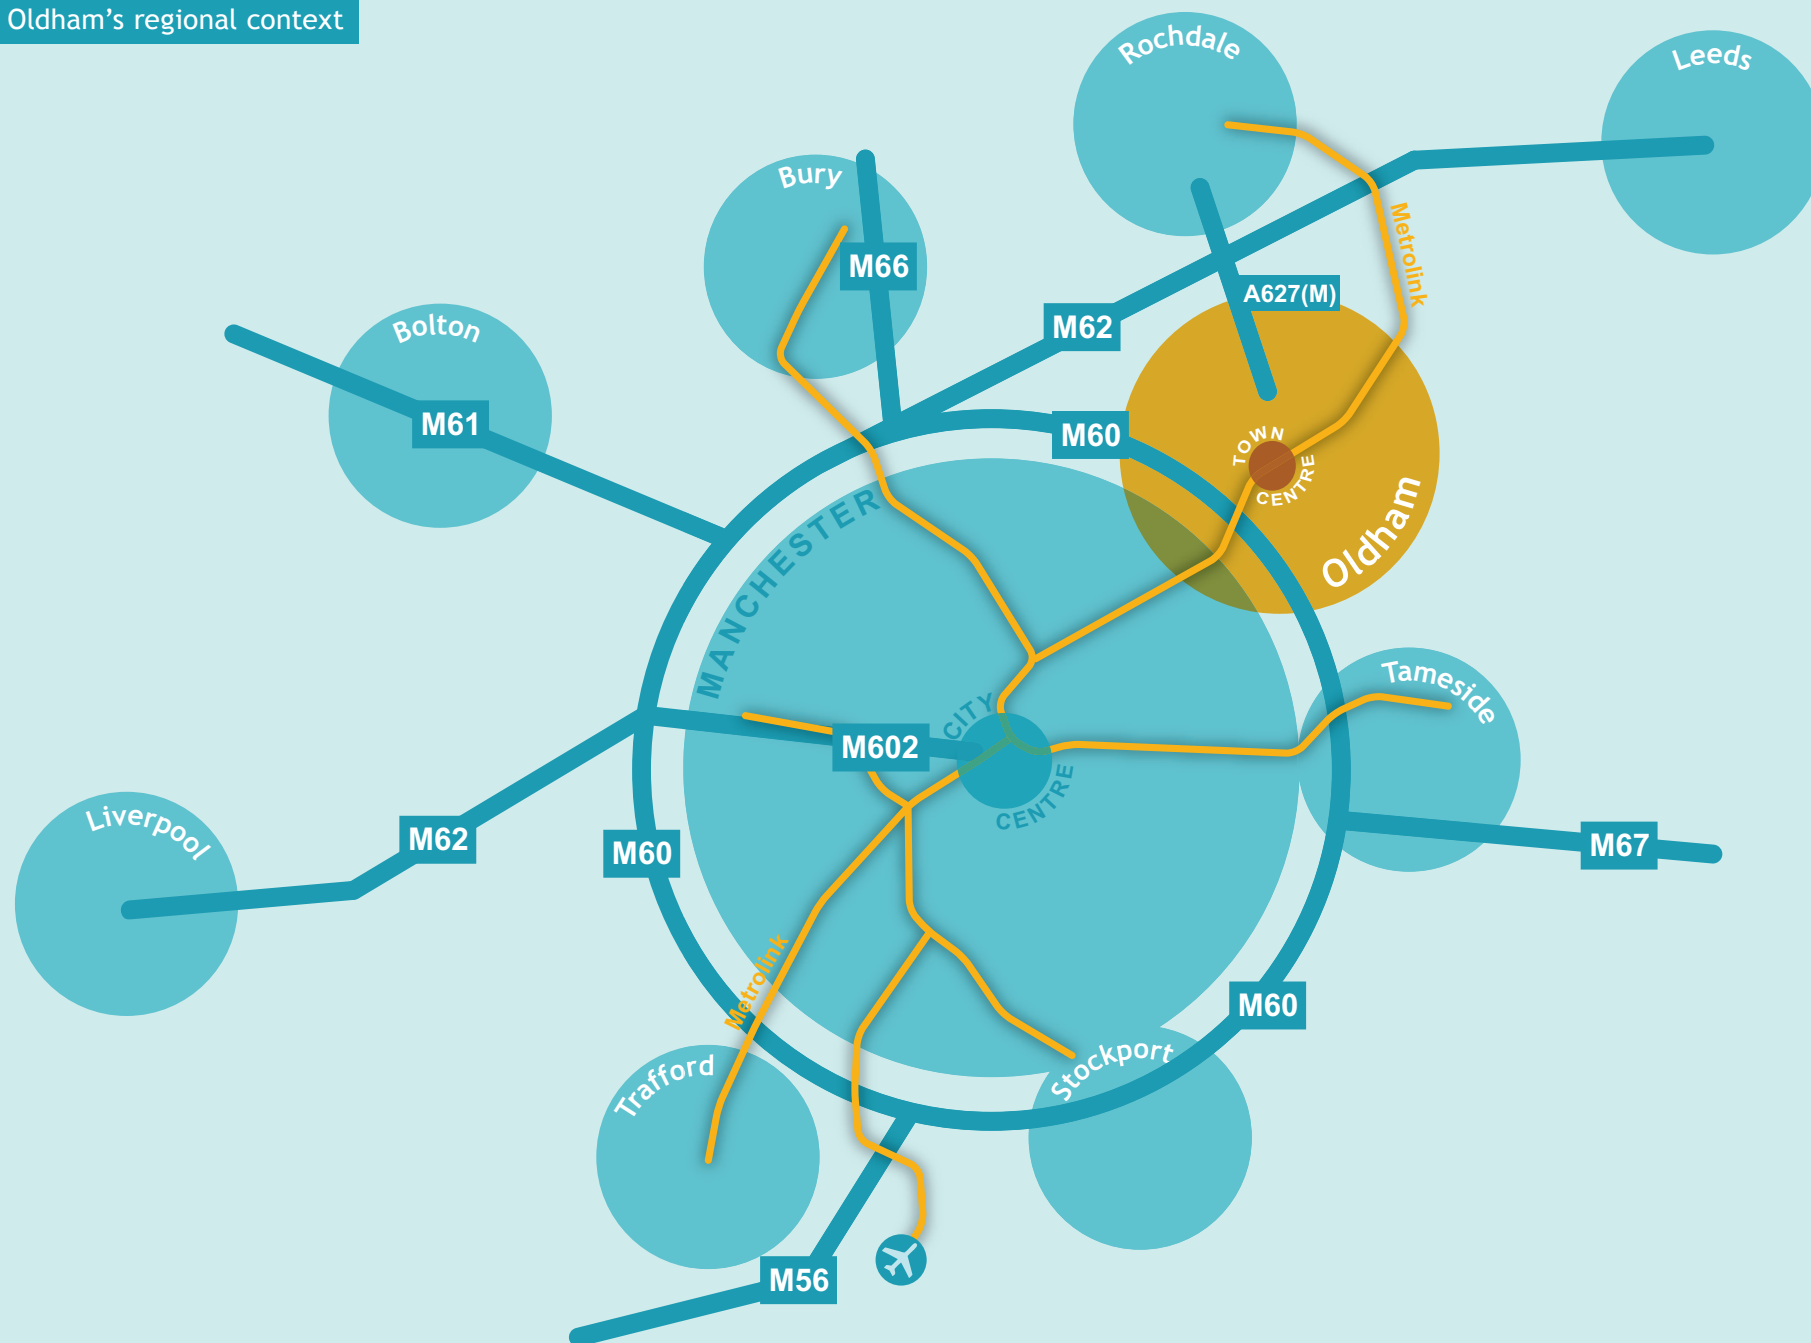 Oldham’s regional context
Rochdale
Leeds
Bury
M66
Metrolink
A627(M)
M62
Bolton
M61
M60
TOWN
CENTRE
Oldham
MANCHESTER
CITY
CENTRE
M602
Tameside
Liverpool
M62
M60
M67
Metrolink
M60
Stockport
Trafford
M56